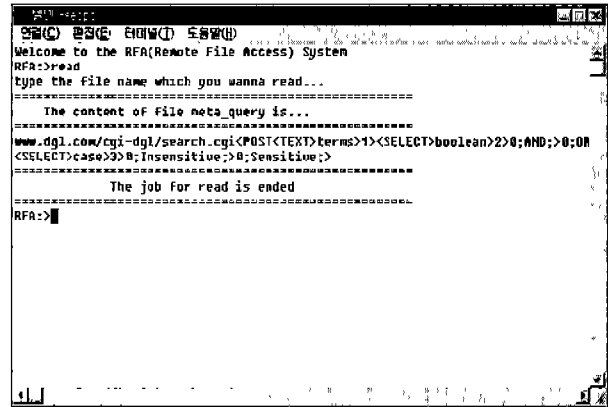 연결(C) 편집(E) 터미널(T) 도움말(H)
Welcome to the RFA(Remote File Access) System
RFA:>read
type the file name which you wanna read...
==================================================
The content of file meta_query is...
==================================================
www.dgl.com/cgi-dgl/search.cgi<POST<TEXT>terms>1><SELECT>boolean>2>0;AND;>0;OR
<SELECT>case>3>0;Insensitive;>0;Sensitive;>
==================================================
The job for read is ended
==================================================
RFA:>